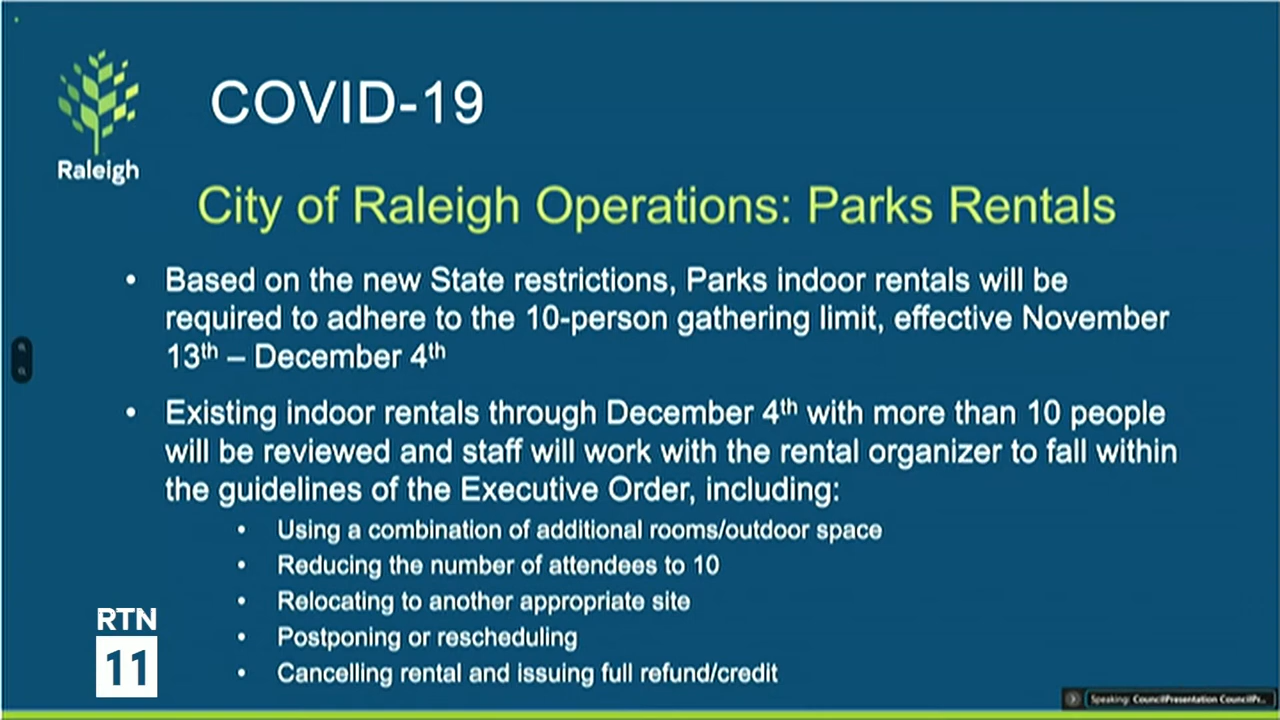 COVID-19
Raleigh
City of Raleigh Operations: Parks Rentals
• Based on the new State restrictions, Parks indoor rentals will be
required to adhere to the 10-person gathering limit, effective November
13th – December 4th
• Existing indoor rentals through December 4th with more than 10 people
will be reviewed and staff will work with the rental organizer to fall within
the guidelines of the Executive Order, including:
• Using a combination of additional rooms/outdoor space
• Reducing the number of attendees to 10
• Relocating to another appropriate site
• Postponing or rescheduling
• Cancelling rental and issuing full refund/credit
RTN
11
Speaking: CouncilPresentation CouncilPr...